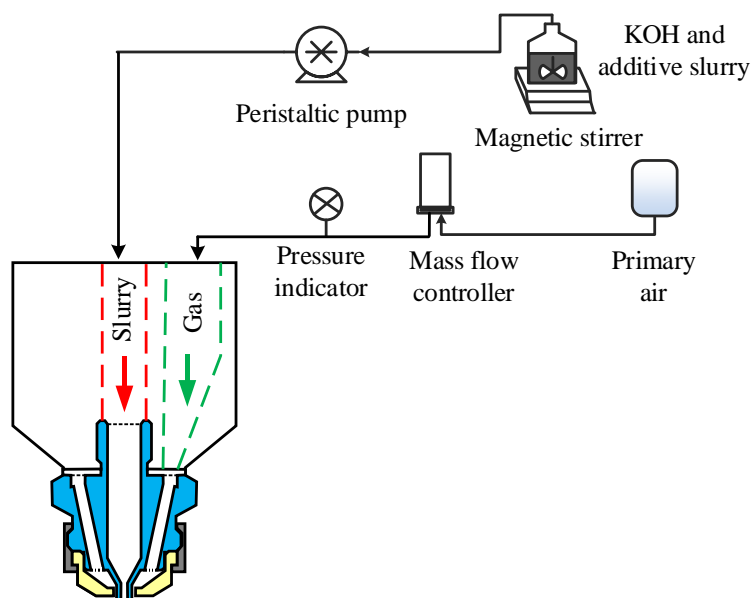 KOH and
additive slurry
Peristaltic pump
Magnetic stirrer
Pressure
indicator
Mass flow
controller
Primary
air
Slurry
Gas